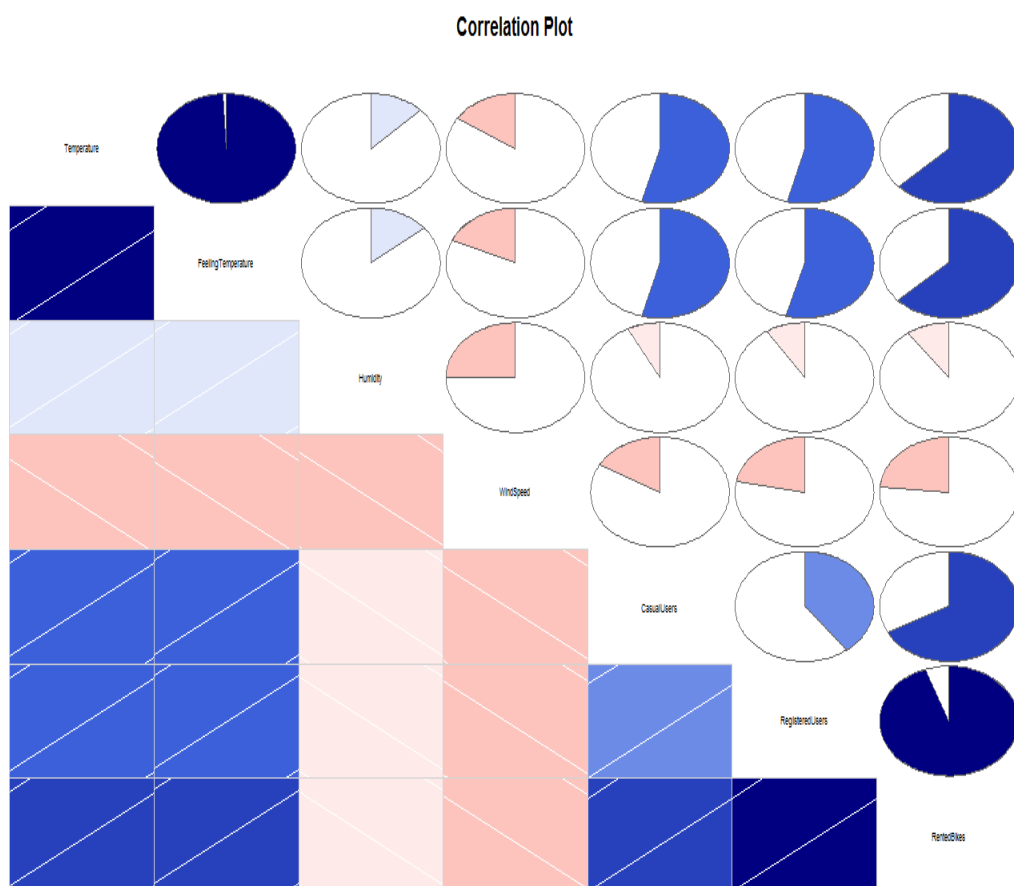 Correlation Plot
Temperature
FeelingTemperature
Humidity
WindSpeed
CasualUsers
RegisteredUsers
RentedBikes